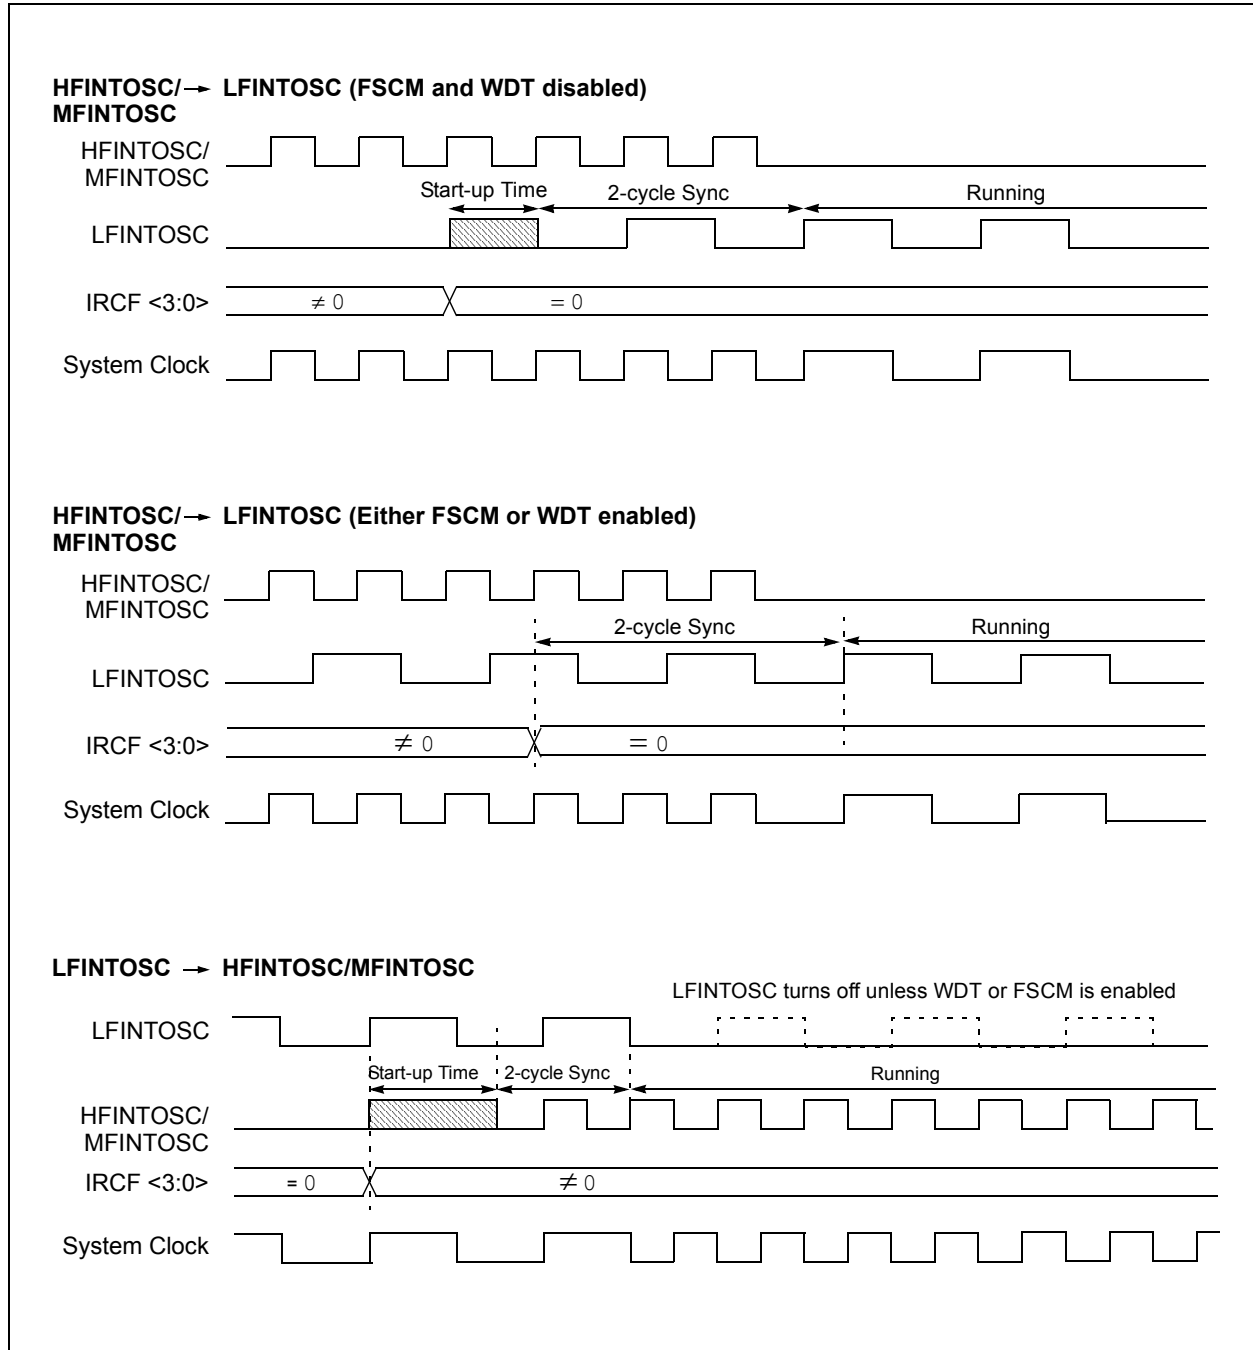 HFINTOSC/→ LFINTOSC (FSCM and WDT disabled)
MFINTOSC
HFINTOSC/
MFINTOSC
Start-up Time 2-cycle Sync Running
LFINTOSC
IRCF <3:0> ≠ 0 = 0
System Clock
HFINTOSC/→ LFINTOSC (Either FSCM or WDT enabled)
MFINTOSC
HFINTOSC/
MFINTOSC
2-cycle Sync Running
LFINTOSC
IRCF <3:0> ≠ 0 = 0
System Clock
LFINTOSC → HFINTOSC/MFINTOSC
LFINTOSC turns off unless WDT or FSCM is enabled
LFINTOSC
Start-up Time 2-cycle Sync Running
HFINTOSC/
MFINTOSC
IRCF <3:0> = 0 ≠ 0
System Clock